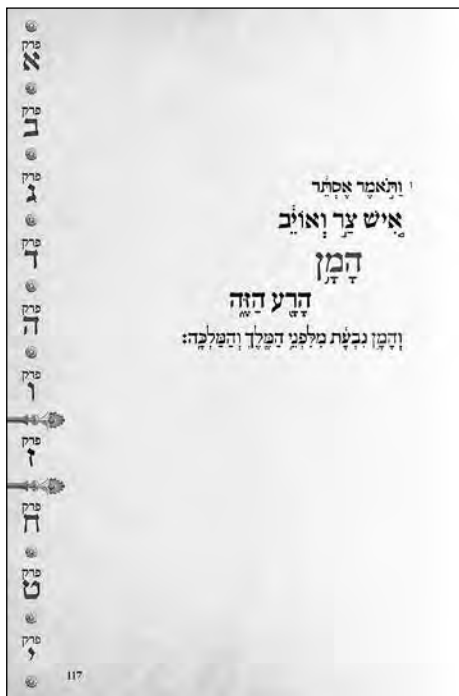 ו וַתֹּ֣אמֶר אֶסְתֵּ֔ר
אִ֚ישׁ צַ֣ר וְאוֹיֵ֔ב
הָמָ֥ן
הָרָ֖ע הַזֶּ֑ה
וְהָמָ֣ן נִבְעַ֔ת מִלִּפְנֵ֥י הַמֶּ֖לֶךְ וְהַמַּלְכָּֽה׃
פרק
א
פרק
ב
פרק
ג
פרק
ד
פרק
ה
פרק
ו
פרק
ז
פרק
ח
פרק
ט
פרק
י
117